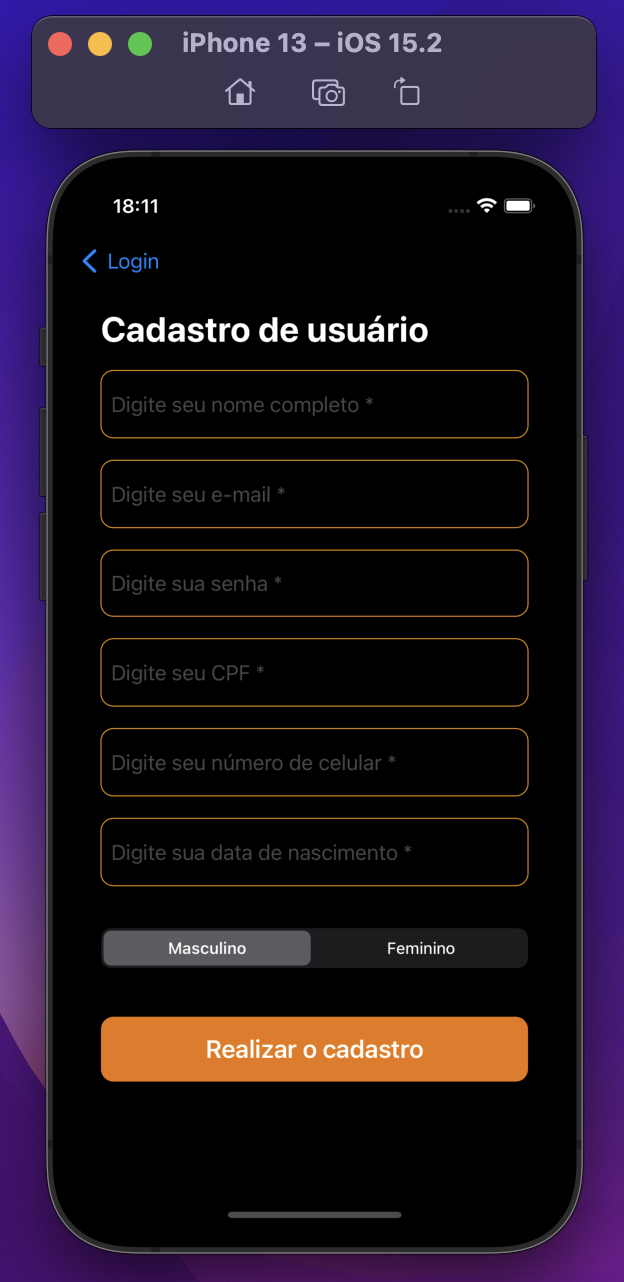 iPhone 13 – iOS 15.2
18:11
Login
Cadastro de usuário
Digite seu nome completo *
Digite seu e-mail *
Digite sua senha *
Digite seu CPF *
Digite seu número de celular *
Digite sua data de nascimento *
Masculino Feminino
Realizar o cadastro